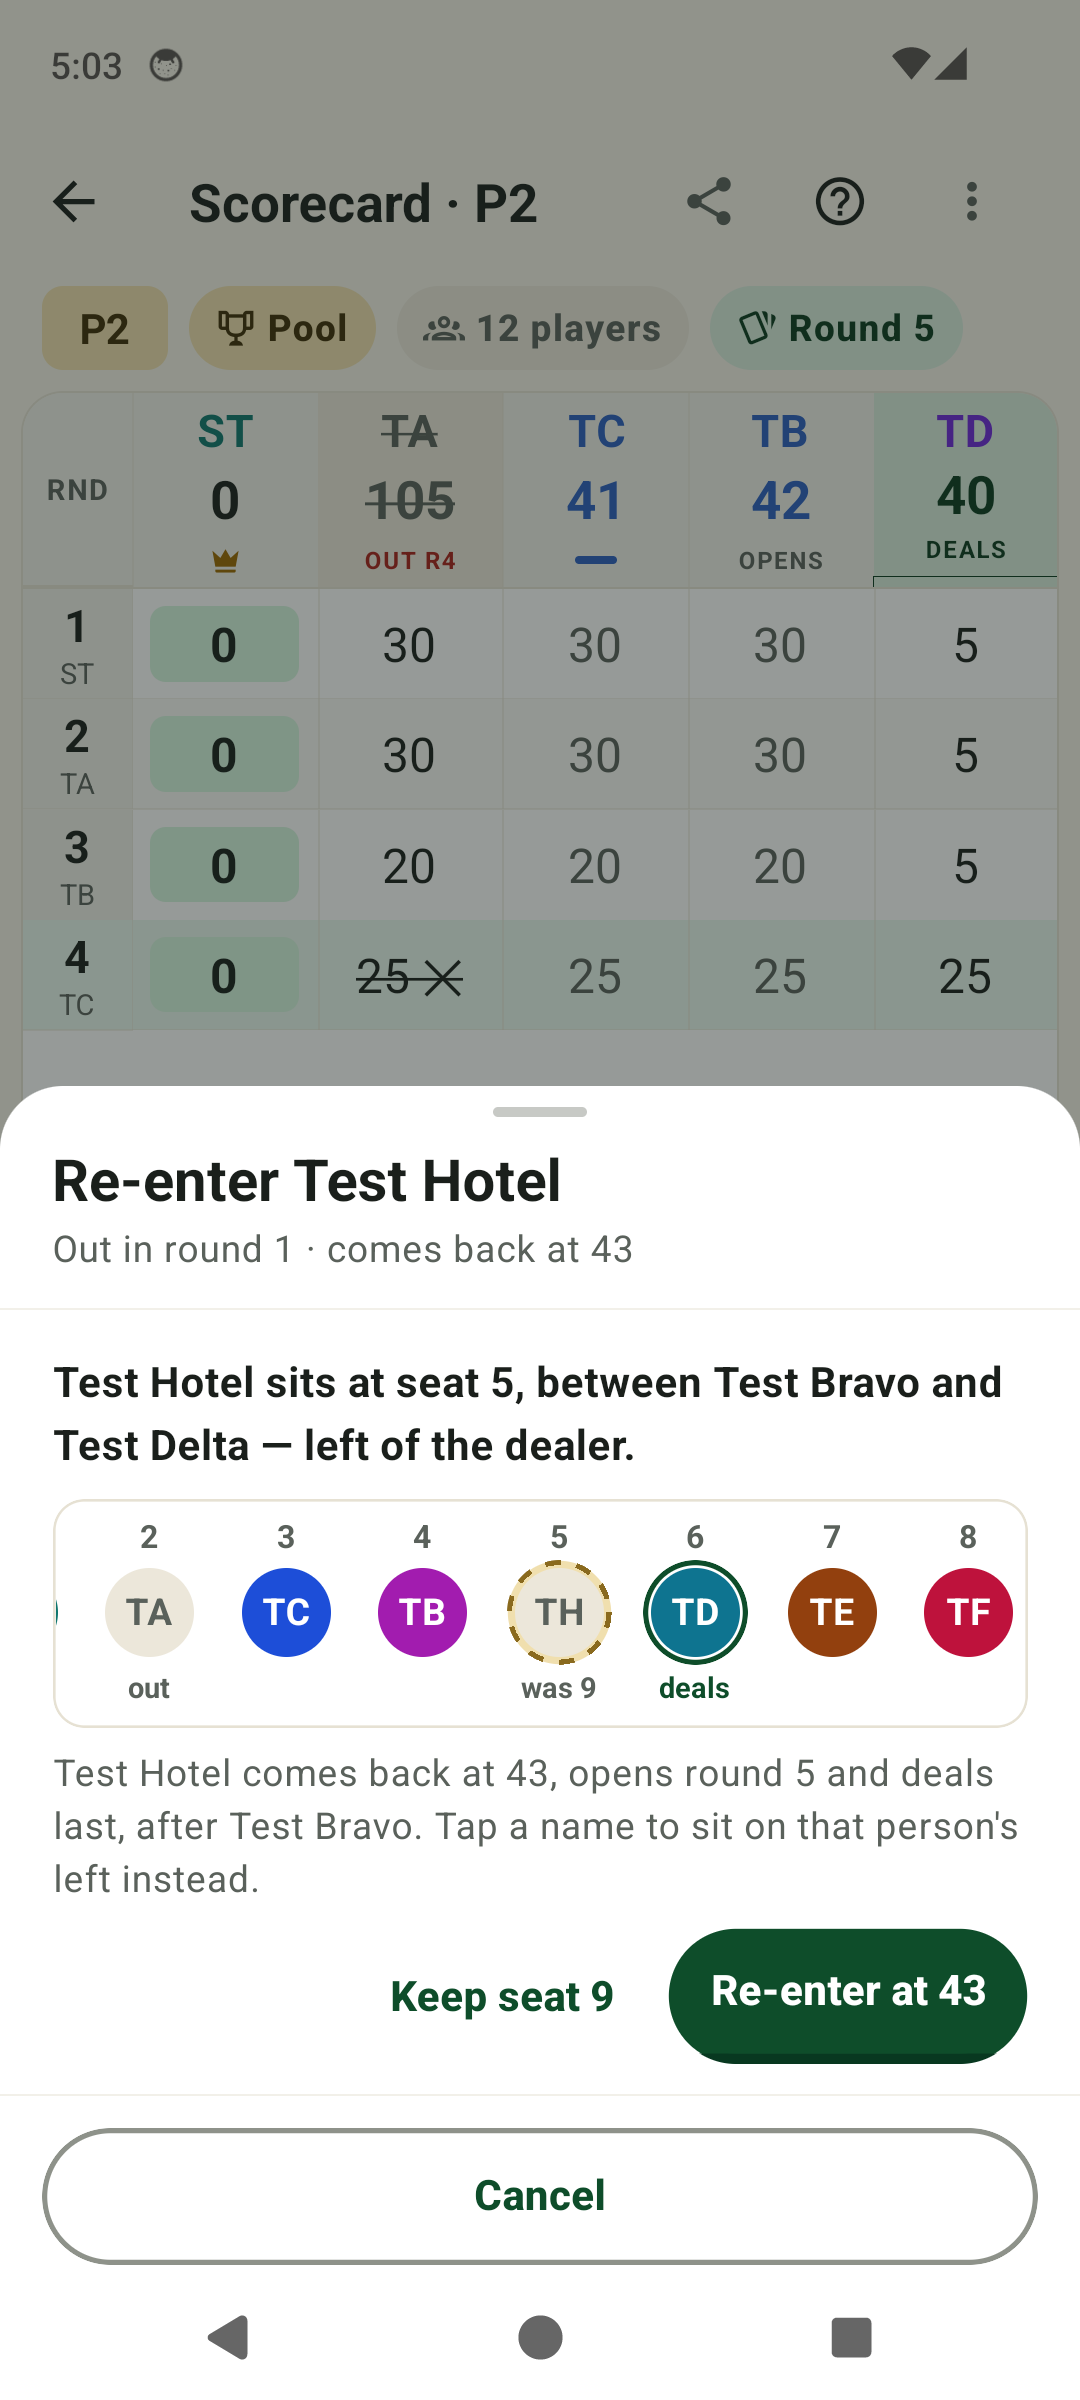 5:03
Scorecard · P2
P2 Pool 12 players Round 5
RND ST TA TC TB TD
0 105 41 42 40
OUT R4 OPENS DEALS
1 0 30 30 30 5
ST
2 0 30 30 30 5
TA
3 0 20 20 20 5
TB
4 0 25 25 25 25
TC
Re-enter Test Hotel
Out in round 1 · comes back at 43
Test Hotel sits at seat 5, between Test Bravo and
Test Delta — left of the dealer.
2 3 4 5 6 7 8
TA TC TB TH TD TE TF
out was 9 deals
Test Hotel comes back at 43, opens round 5 and deals
last, after Test Bravo. Tap a name to sit on that person's
left instead.
Keep seat 9 Re-enter at 43
Cancel